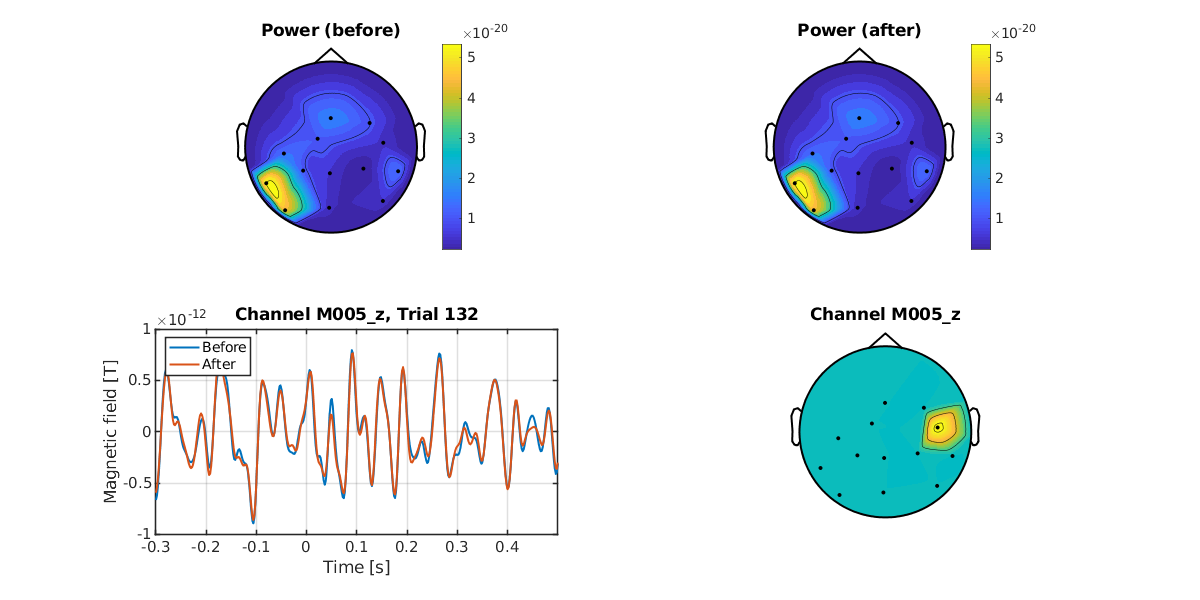 Power (before)
×10-20
5
4
3
2
1
Power (after)
×10-20
5
4
3
2
1
Channel M005_z, Trial 132
×10-12
Before
After
Magnetic field [T]
1
0.5
0
-0.5
-1
-0.3 -0.2 -0.1 0 0.1 0.2 0.3 0.4
Time [s]
Channel M005_z